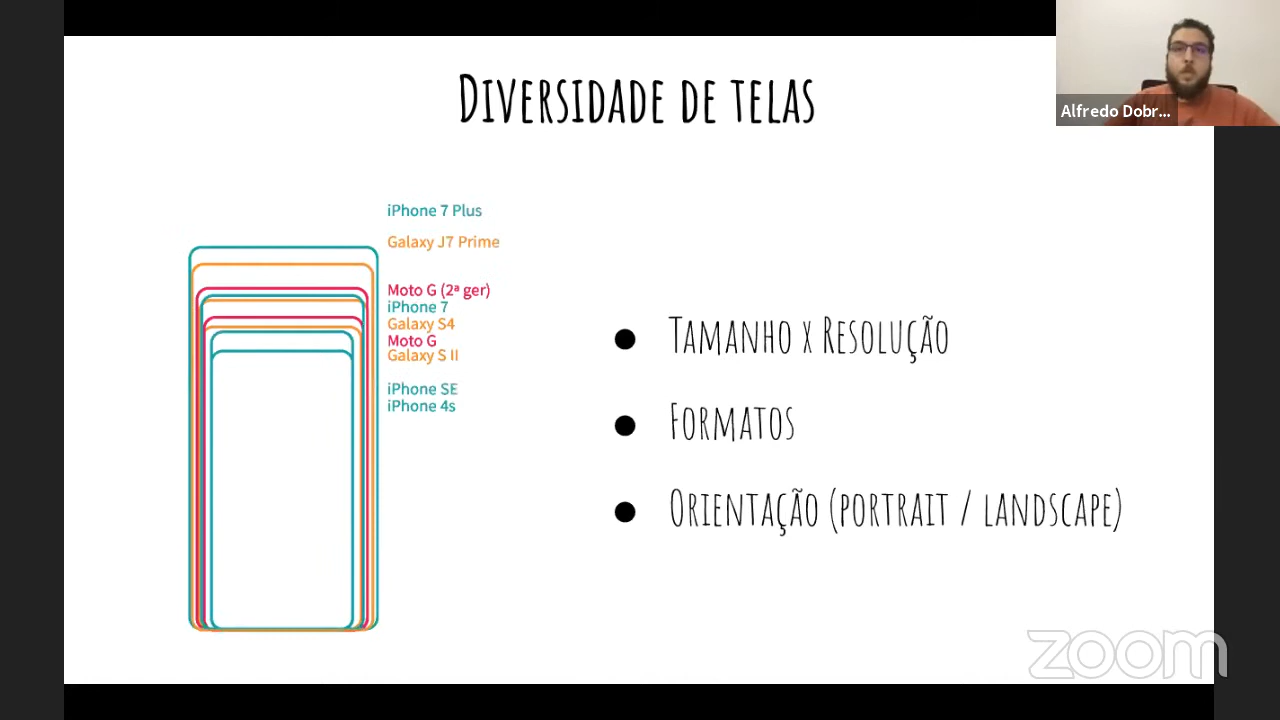 Diversidade de telas
Alfredo Dobr...
iPhone 7 Plus
Galaxy J7 Prime
Moto G (2ª ger)
iPhone 7
Galaxy S4
Moto G
Galaxy S II
iPhone SE
iPhone 4s
● Tamanho x Resolução
● Formatos
● Orientação (portrait / landscape)
zoom